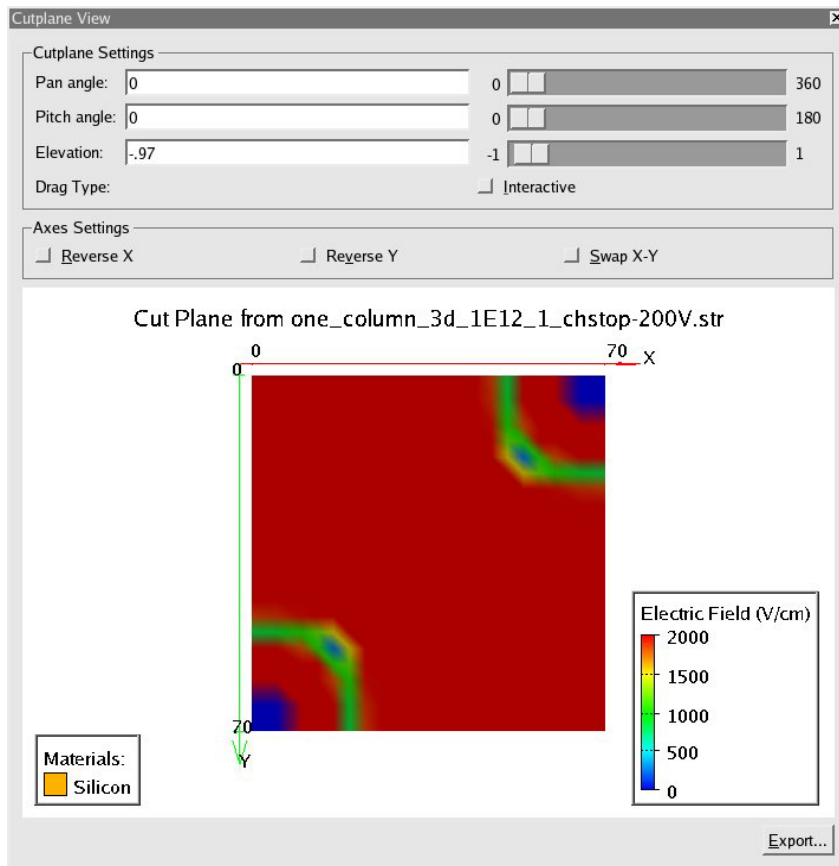 Cutplane View
Cutplane Settings
Pan angle: 0 0 360
Pitch angle: 0 0 180
Elevation: -.97 -1 1
Drag Type: Interactive
Axes Settings
Reverse X Reverse Y Swap X-Y
Cut Plane from one_column_3d_1E12_1_chstop-200V.str
0 70 X
0
70
Y
Electric Field (V/cm)
2000
1500
1000
500
0
Materials:
Silicon
Export...